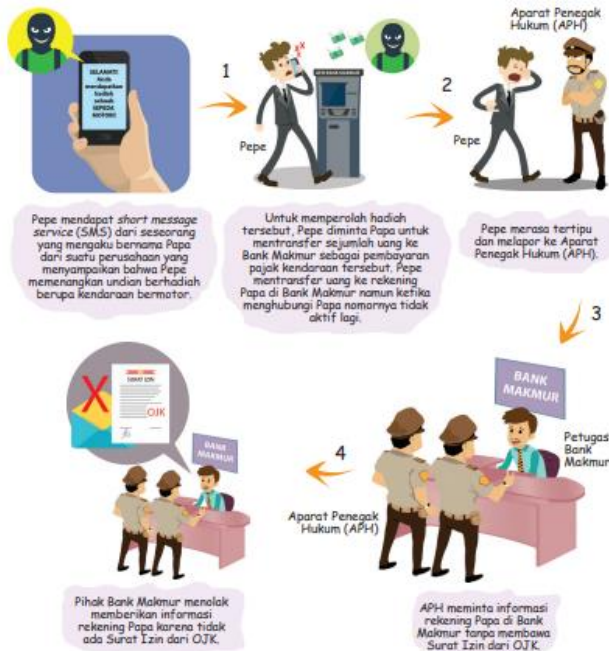 SELAMAT!
Anda
mendapatkan
hadiah
sebuah
SEPEDA
MOTOR!!
1
Pepe
ATM BANK MAKMUR
2
Aparat Penegak
Hukum (APH)
Pepe
Pepe mendapat short message
service (SMS) dari seseorang
yang mengaku bernama Papa
dari suatu perusahaan yang
menyampaikan bahwa Pepe
memenangkan undian berhadiah
berupa kendaraan bermotor.
Untuk memperolah hadiah
tersebut, Pepe diminta Papa untuk
mentransfer sejumlah uang ke
Bank Makmur sebagai pembayaran
pajak kendaraan tersebut. Pepe
mentransfer uang ke rekening
Papa di Bank Makmur namun ketika
menghubungi Papa nomornya tidak
aktif lagi.
Pepe merasa tertipu
dan melapor ke Aparat
Penegak Hukum (APH).
3
BANK
MAKMUR
Petugas
Bank
Makmur
Aparat Penegak
Hukum (APH)
APH meminta informasi
rekening Papa di Bank
Makmur tanpa membawa
Surat Izin dari OJK.
4
SURAT IZIN
X
OJK
BANK
MAKMUR
Pihak Bank Makmur menolak
memberikan informasi
rekening Papa karena tidak
ada Surat Izin dari OJK.